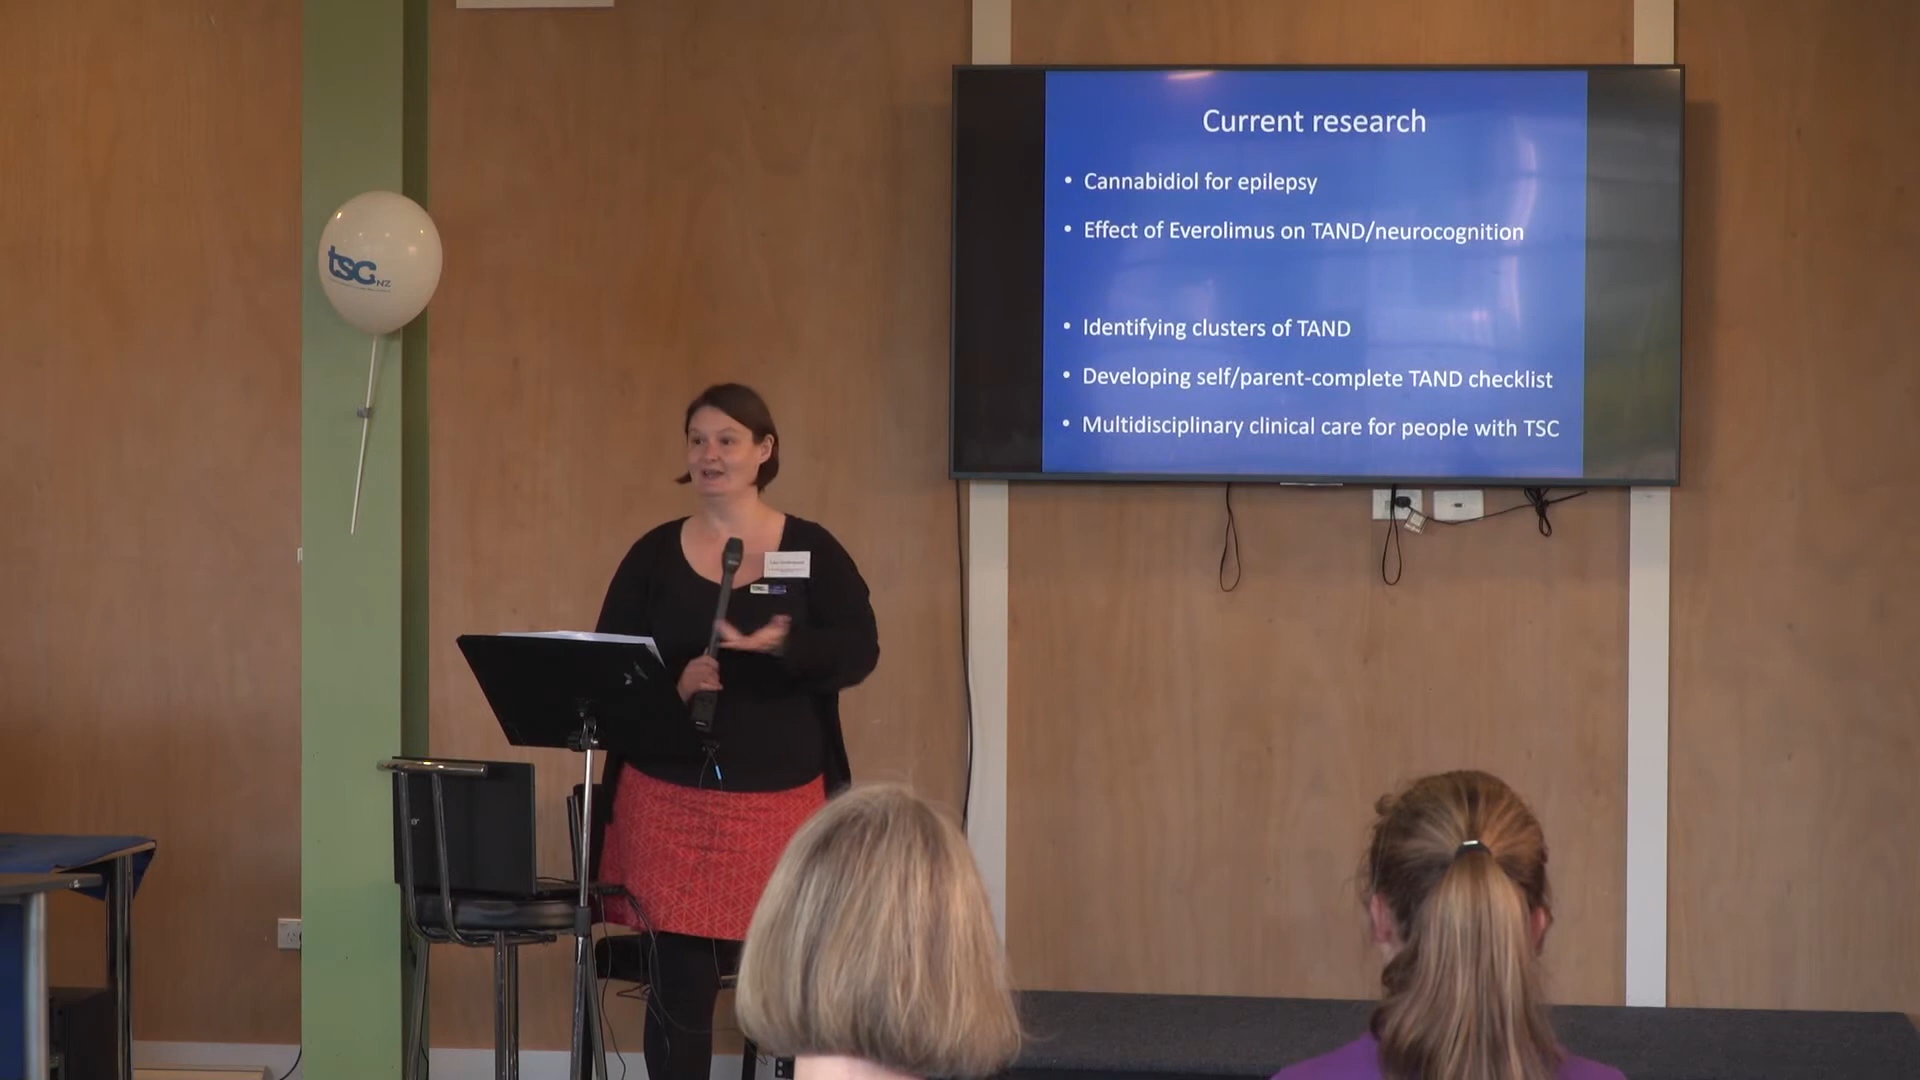 Current research
• Cannabidiol for epilepsy
• Effect of Everolimus on TAND/neurocognition
• Identifying clusters of TAND
• Developing self/parent-complete TAND checklist
• Multidisciplinary clinical care for people with TSC
tsc NZ